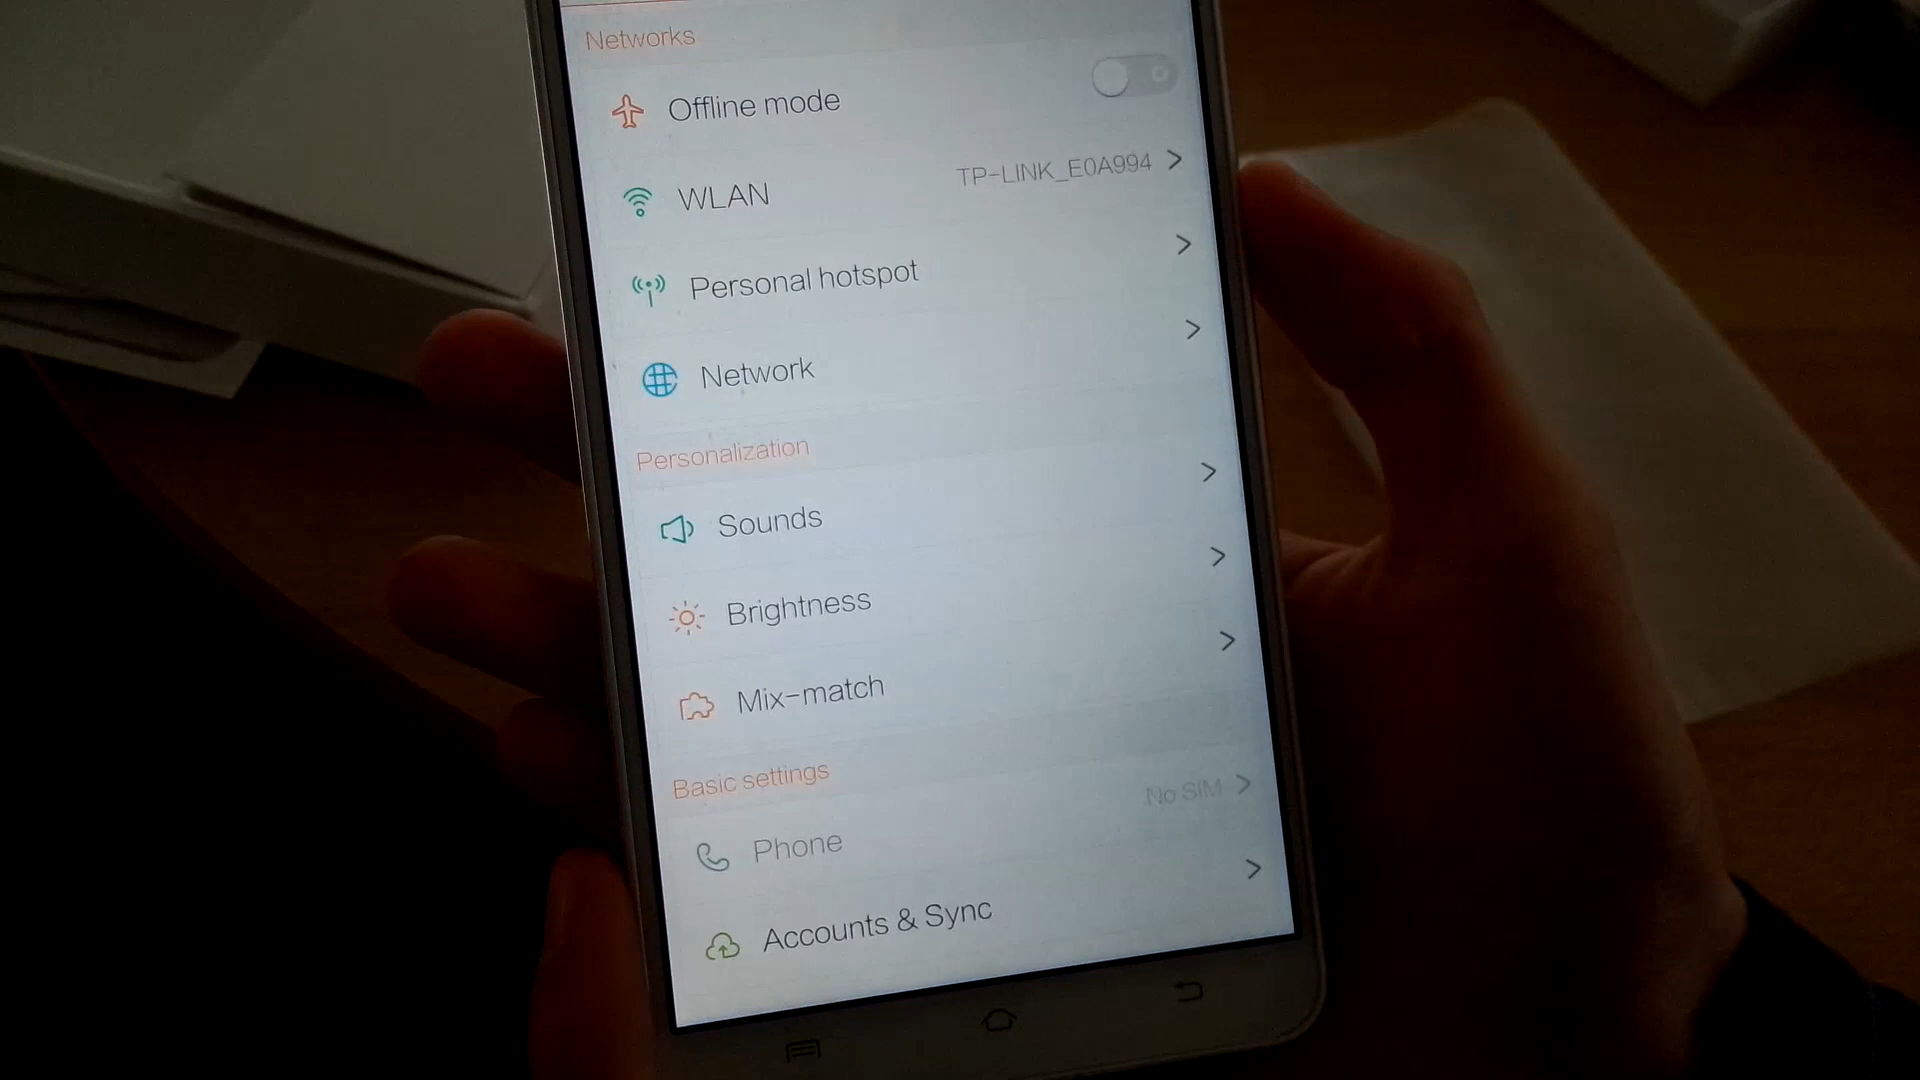 Networks
Offline mode
WLAN TP-LINK_E0A994
Personal hotspot
Network
Personalization
Sounds
Brightness
Mix-match
Basic settings
Phone No SIM
Accounts & Sync